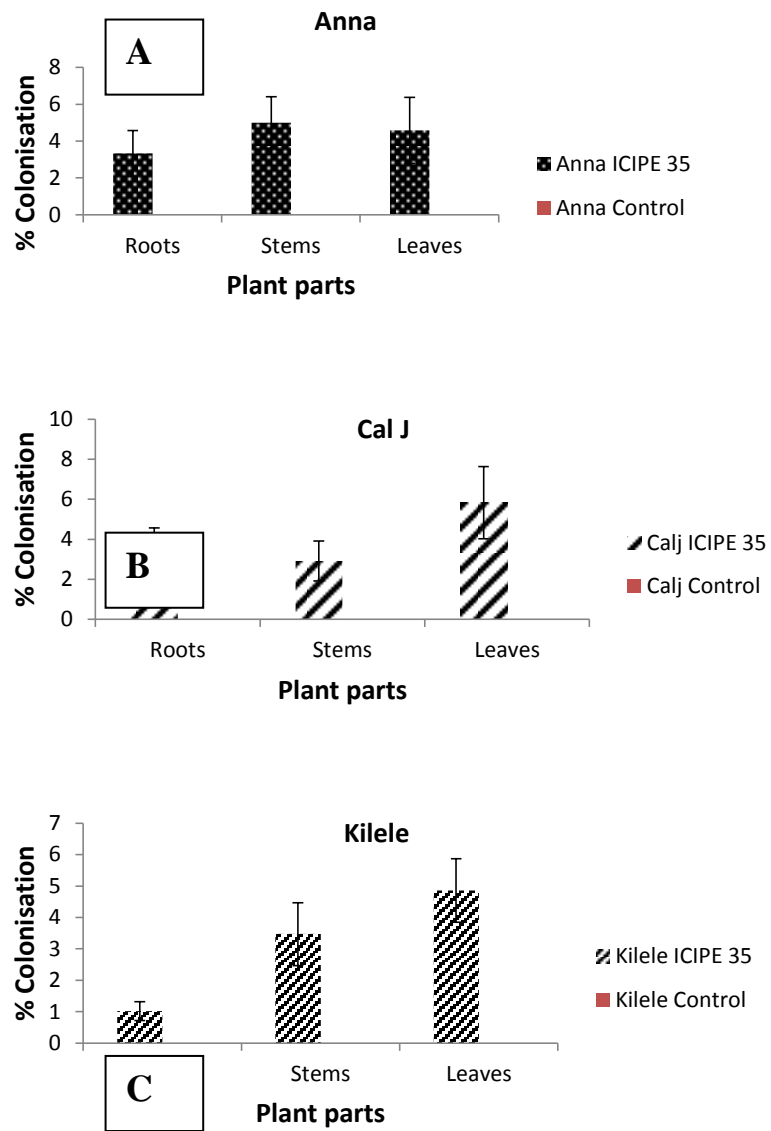 Anna
A
8
6
4
2
0
% Colonisation
Roots Stems Leaves
Plant parts
Anna ICIPE 35
Anna Control
Cal J
10
8
6
4
2
0
% Colonisation
B
Roots Stems Leaves
Plant parts
Calj ICIPE 35
Calj Control
Kilele
7
6
5
4
3
2
1
0
% Colonisation
C
Stems Leaves
Plant parts
Kilele ICIPE 35
Kilele Control